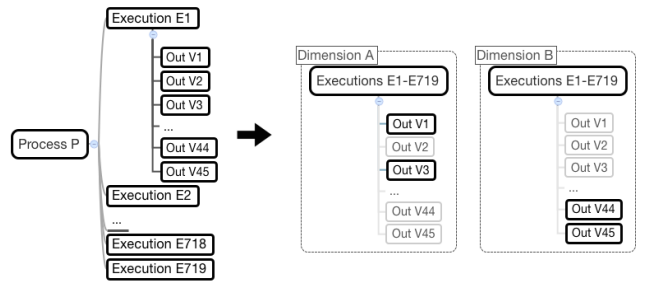 Process P
Execution E1
Out V1
Out V2
Out V3
...
Out V44
Out V45
Execution E2
...
Execution E718
Execution E719
Dimension A
Executions E1-E719
Out V1
Out V2
Out V3
...
Out V44
Out V45
Dimension B
Executions E1-E719
Out V1
Out V2
Out V3
...
Out V44
Out V45